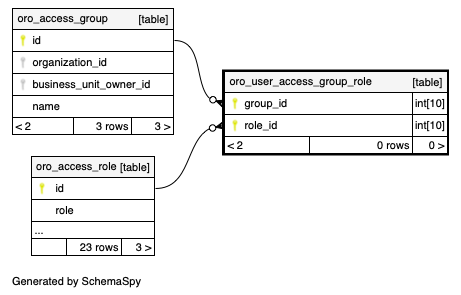 oro_access_group [table]
id
organization_id
business_unit_owner_id
name
< 2 3 rows 3 >
oro_user_access_group_role [table]
group_id int[10]
role_id int[10]
< 2 0 rows 0 >
oro_access_role [table]
id
role
...
23 rows 3 >
Generated by SchemaSpy